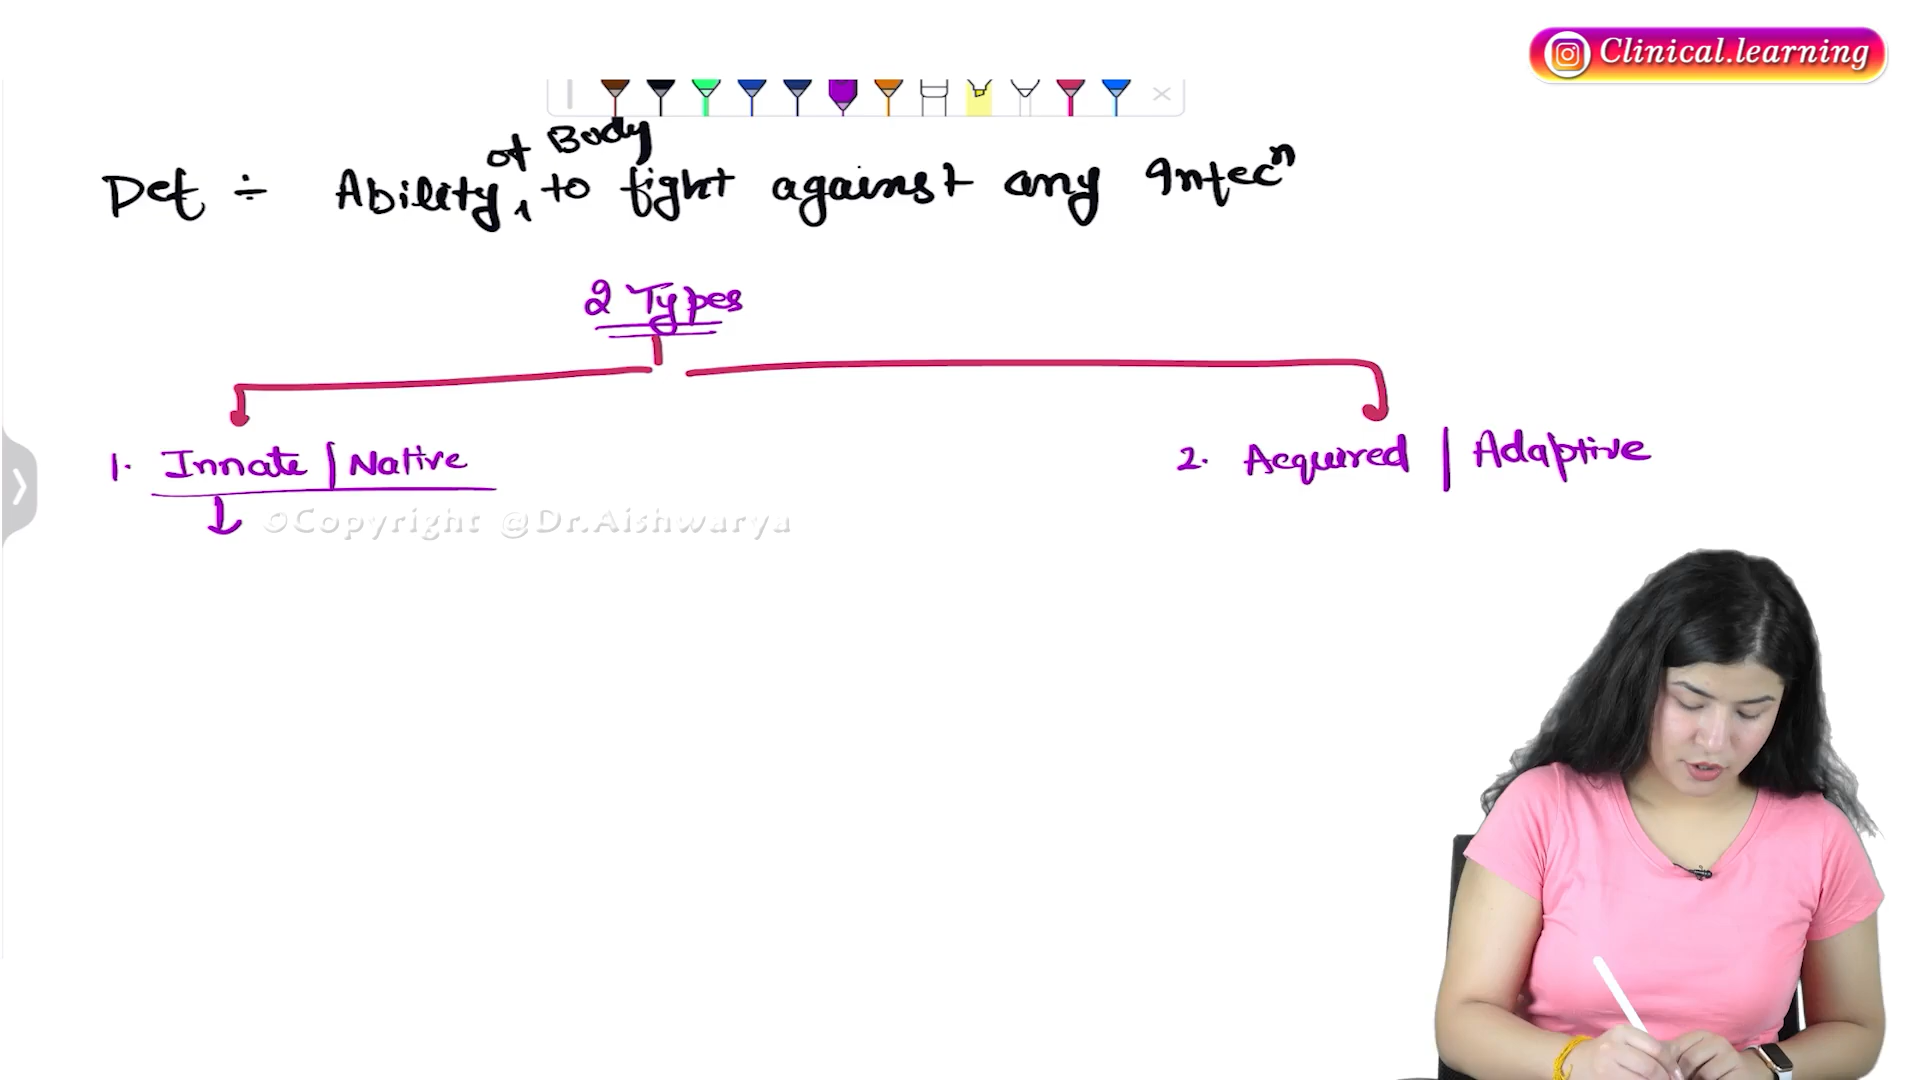 Clinical.learning
of Body
Def ÷ Ability, to fight against any Infecⁿ
2 Types
1. Innate | Native
2. Acquired | Adaptive
©Copyright @Dr.Aishwarya